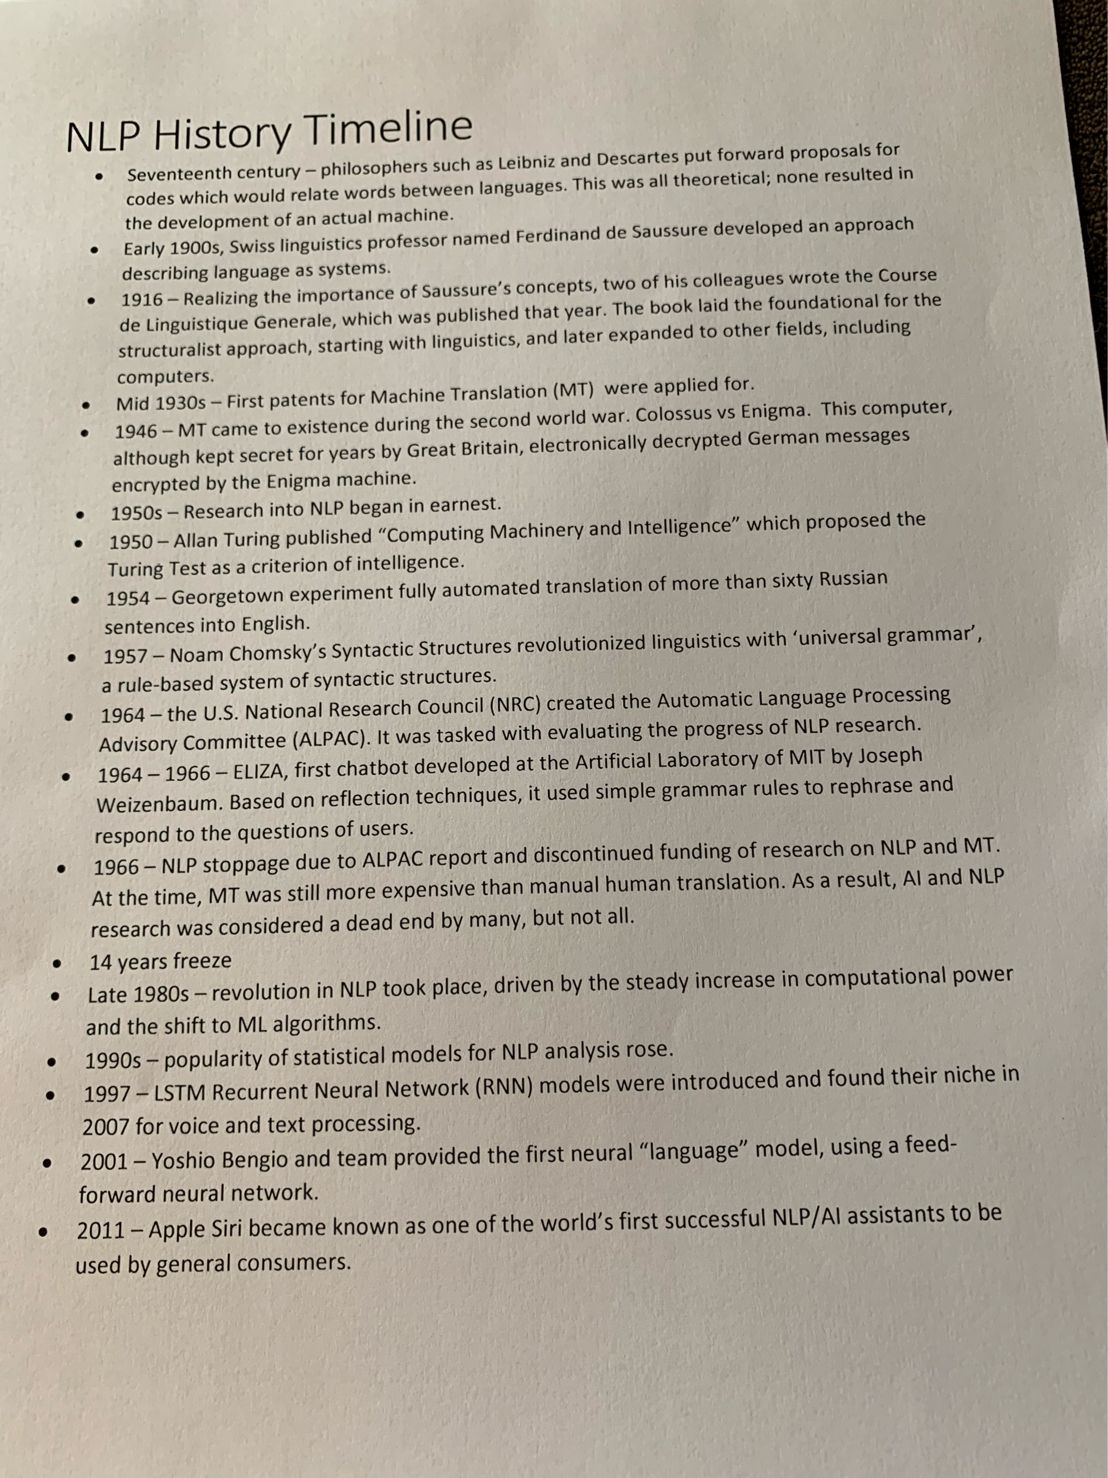 NLP History Timeline
• Seventeenth century – philosophers such as Leibniz and Descartes put forward proposals for
codes which would relate words between languages. This was all theoretical; none resulted in
the development of an actual machine.
• Early 1900s, Swiss linguistics professor named Ferdinand de Saussure developed an approach
describing language as systems.
• 1916 – Realizing the importance of Saussure's concepts, two of his colleagues wrote the Course
de Linguistique Generale, which was published that year. The book laid the foundational for the
structuralist approach, starting with linguistics, and later expanded to other fields, including
computers.
• Mid 1930s – First patents for Machine Translation (MT) were applied for.
• 1946 – MT came to existence during the second world war. Colossus vs Enigma. This computer,
although kept secret for years by Great Britain, electronically decrypted German messages
encrypted by the Enigma machine.
• 1950s – Research into NLP began in earnest.
• 1950 – Allan Turing published “Computing Machinery and Intelligence” which proposed the
Turing Test as a criterion of intelligence.
• 1954 – Georgetown experiment fully automated translation of more than sixty Russian
sentences into English.
• 1957 – Noam Chomsky's Syntactic Structures revolutionized linguistics with ‘universal grammar’,
a rule-based system of syntactic structures.
• 1964 – the U.S. National Research Council (NRC) created the Automatic Language Processing
Advisory Committee (ALPAC). It was tasked with evaluating the progress of NLP research.
• 1964 – 1966 – ELIZA, first chatbot developed at the Artificial Laboratory of MIT by Joseph
Weizenbaum. Based on reflection techniques, it used simple grammar rules to rephrase and
respond to the questions of users.
• 1966 – NLP stoppage due to ALPAC report and discontinued funding of research on NLP and MT.
At the time, MT was still more expensive than manual human translation. As a result, AI and NLP
research was considered a dead end by many, but not all.
• 14 years freeze
• Late 1980s – revolution in NLP took place, driven by the steady increase in computational power
and the shift to ML algorithms.
• 1990s – popularity of statistical models for NLP analysis rose.
• 1997 – LSTM Recurrent Neural Network (RNN) models were introduced and found their niche in
2007 for voice and text processing.
• 2001 – Yoshio Bengio and team provided the first neural “language” model, using a feed-
forward neural network.
• 2011 – Apple Siri became known as one of the world's first successful NLP/AI assistants to be
used by general consumers.